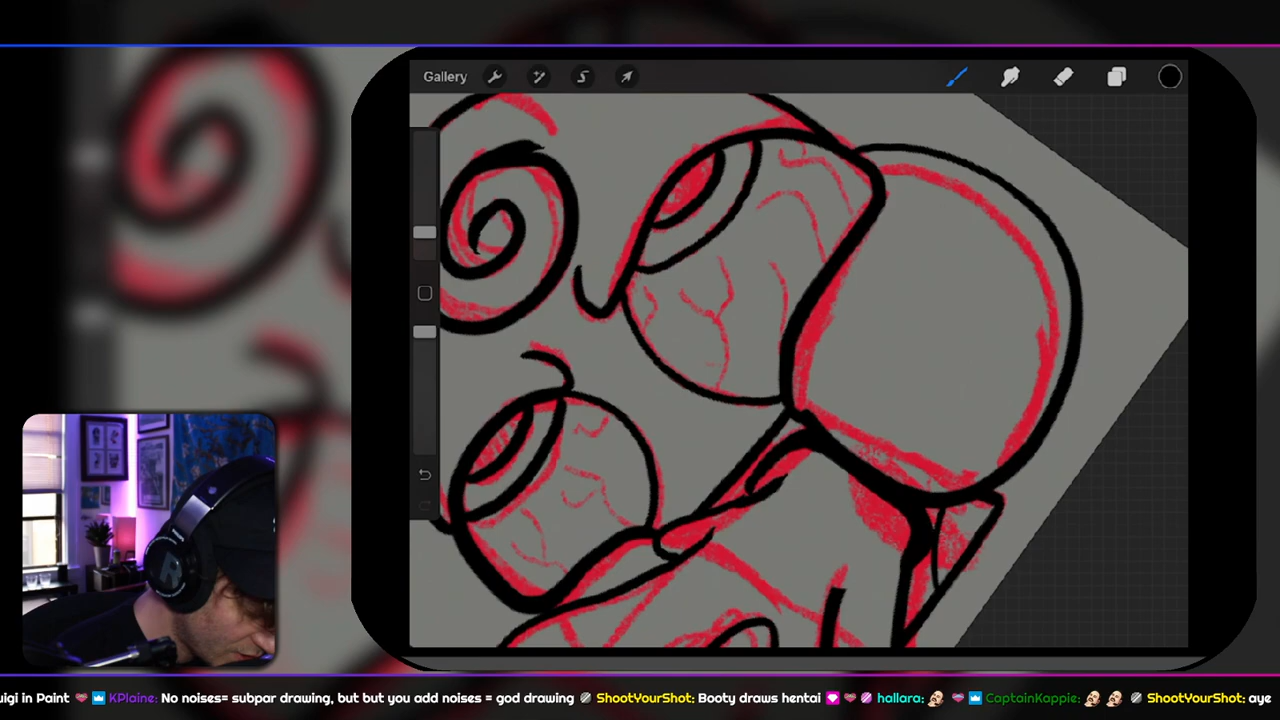 Gallery
uigi in Paint KPlaine: No noises= subpar drawing, but but you add noises = god drawing ShootYourShot: Booty draws hentai hallara: CaptainKappie: ShootYourShot: aye